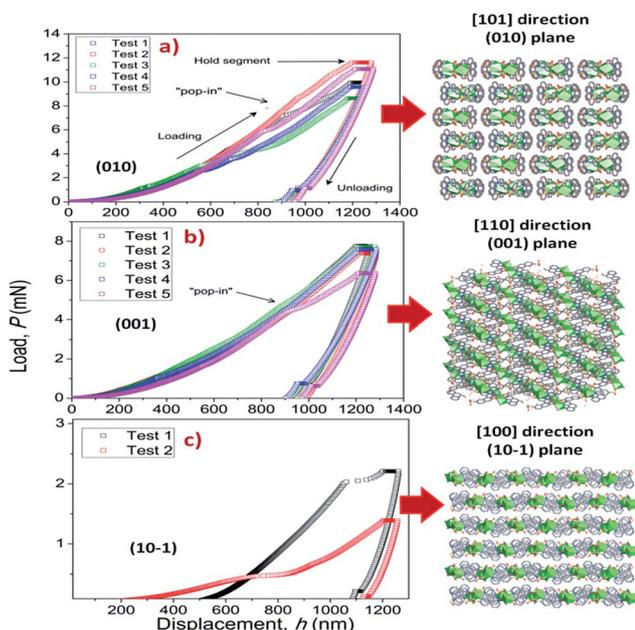 [101] direction
(010) plane
14
12
10
8
6
4
2
0
Test 1
Test 2
Test 3
Test 4
Test 5
a)
Hold segment
"pop-in"
Loading
(010)
Unloading
0 200 400 600 800 1000 1200 1400
[110] direction
(001) plane
8
6
4
2
0
Test 1
Test 2
Test 3
Test 4
Test 5
b)
"pop-in"
(001)
0 200 400 600 800 1000 1200 1400
Load, P (mN)
[100] direction
(10-1) plane
3
2
1
Test 1
Test 2
c)
(10-1)
0 200 400 600 800 1000 1200
Displacement, h (nm)